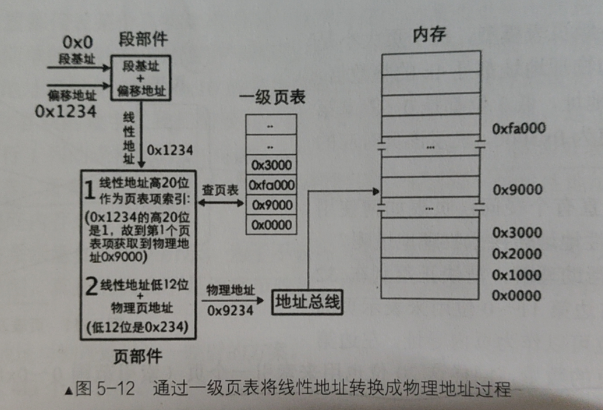 0x0
段基址
偏移地址
0x1234
段部件
段基址
+
偏移地址
线性地址
0x1234
1 线性地址高20位
作为页表项索引:
(0x1234的高20位
是1，故到第1个页
表项获取到物理地
址0x9000)
2 线性地址低12位
+
物理页地址
(低12位是0x234)
页部件
查页表
一级页表
..
..
0x3000
0xfa000
0x9000
0x0000
物理地址
0x9234
地址总线
内存
...
...
0xfa000
0x9000
0x3000
0x2000
0x1000
0x0000
▲图 5-12 通过一级页表将线性地址转换成物理地址过程